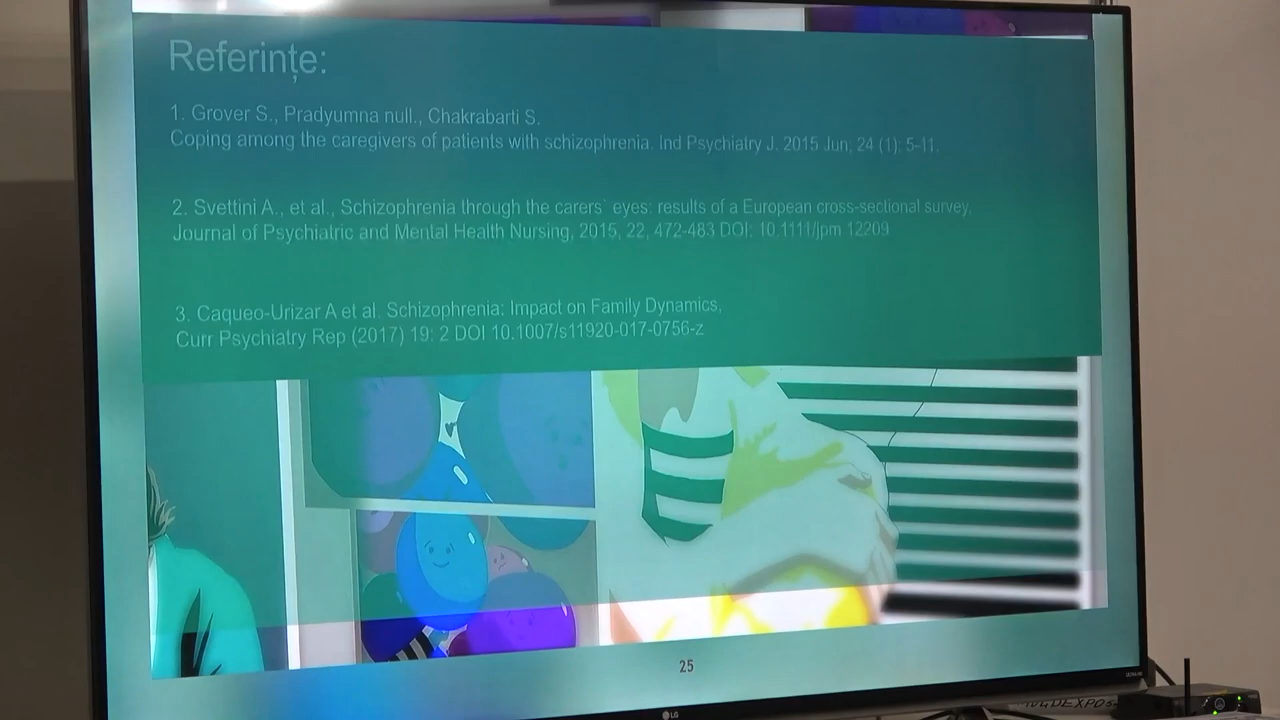 Referințe:
1. Grover S., Pradyumna null., Chakrabarti S.
Coping among the caregivers of patients with schizophrenia. Ind Psychiatry J. 2015 Jun; 24 (1): 5-11.
2. Svettini A., et al., Schizophrenia through the carers` eyes: results of a European cross-sectional survey,
Journal of Psychiatric and Mental Health Nursing, 2015, 22, 472-483 DOI: 10.1111/jpm 12209
3. Caqueo-Urizar A et al. Schizophrenia: Impact on Family Dynamics,
Curr Psychiatry Rep (2017) 19: 2 DOI 10.1007/s11920-017-0756-z
25
LG